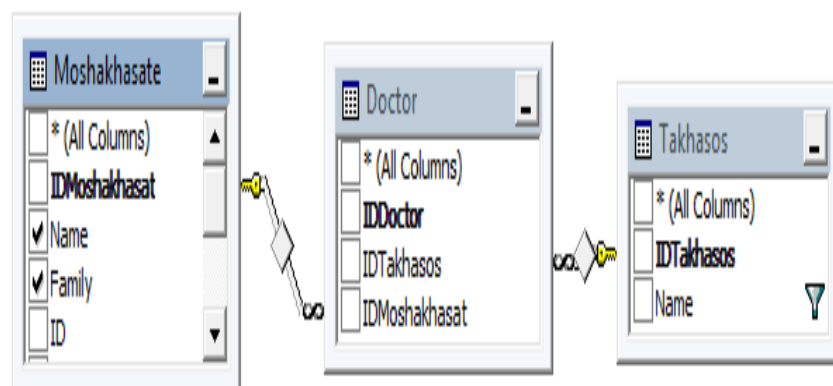 Moshakhasate
* (All Columns)
IDMoshakhasat
Name
Family
ID
Doctor
* (All Columns)
IDDoctor
IDTakhasos
IDMoshakhasat
Takhasos
* (All Columns)
IDTakhasos
Name